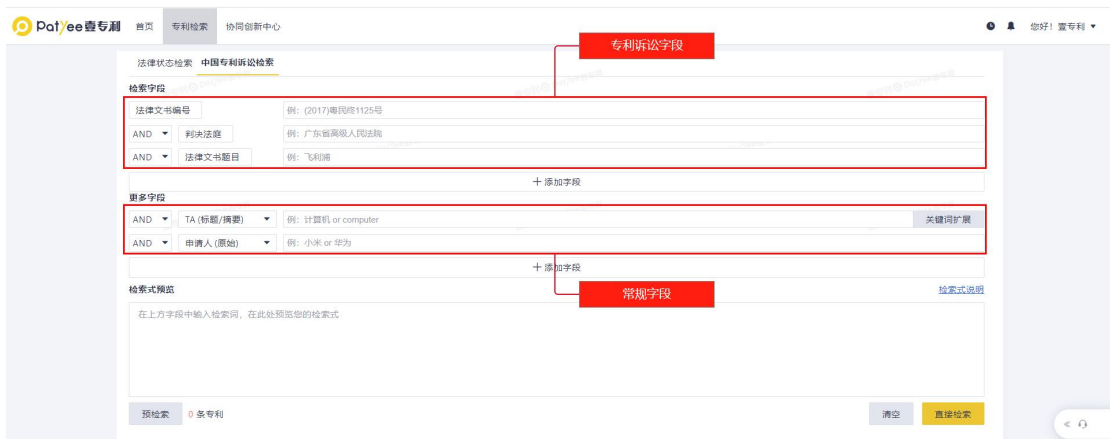 Patyee壹专利 首页 专利检索 协同创新中心 您好！壹专利
专利诉讼字段
法律状态检索 中国专利诉讼检索
检索字段
法律文书编号 例：(2017)粤民终1125号
AND 判决法庭 例：广东省高级人民法院
AND 法律文书题目 例：飞利浦
+ 添加字段
更多字段
AND TA (标题/摘要) 例：计算机 or computer 关键词扩展
AND 申请人 (原始) 例：小米 or 华为
+ 添加字段
检索式预览 常规字段 检索式说明
在上方字段中输入检索词，在此处预览您的检索式
预检索 0 条专利 清空 直接检索